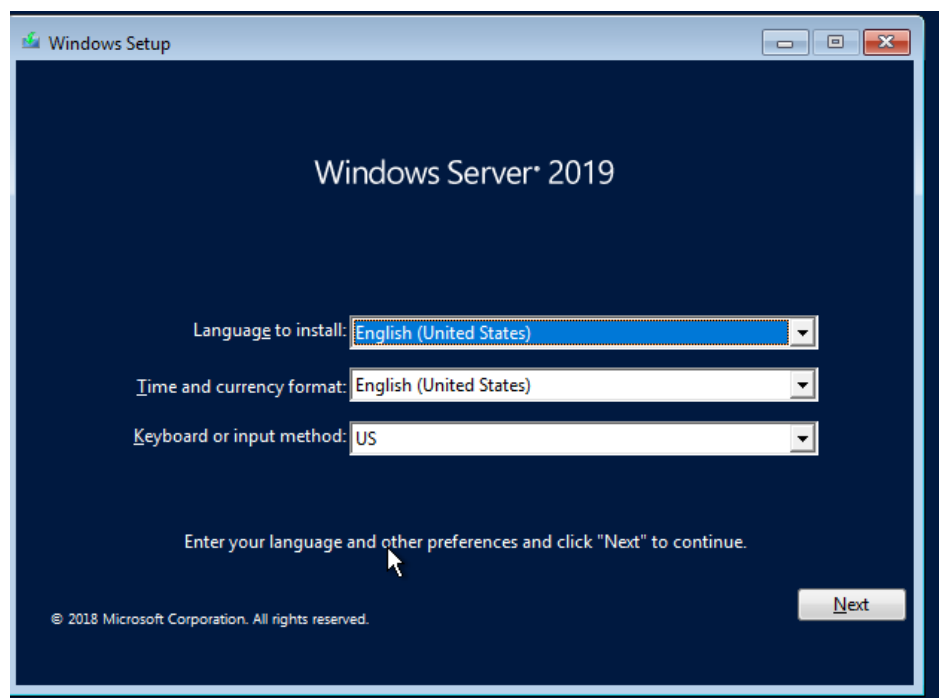 Windows Setup
Windows Server® 2019
Language to install: English (United States)
Time and currency format: English (United States)
Keyboard or input method: US
Enter your language and other preferences and click "Next" to continue.
Next
© 2018 Microsoft Corporation. All rights reserved.